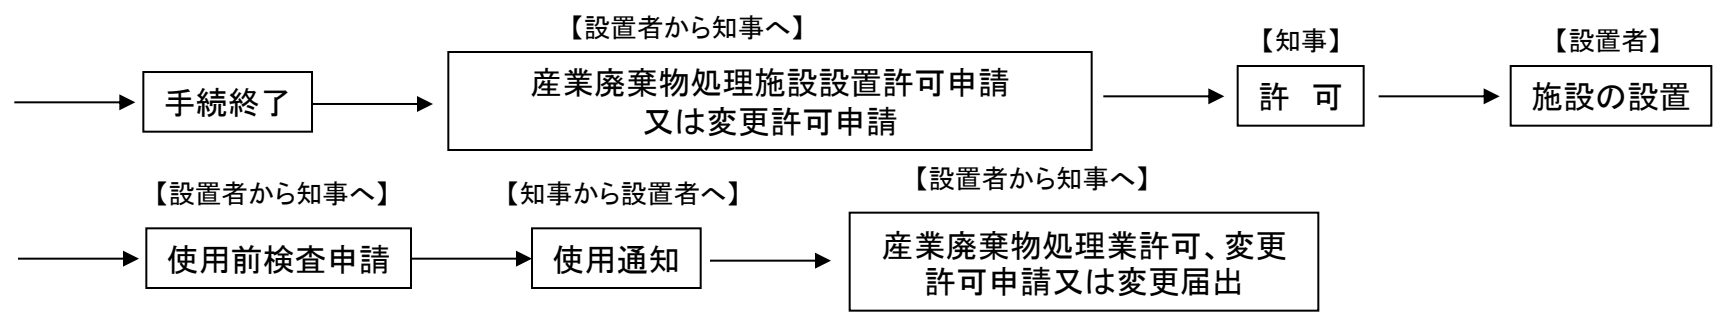 【設置者から知事へ】
【知事】
【設置者】
手続終了
産業廃棄物処理施設設置許可申請
又は変更許可申請
許　可
施設の設置
【設置者から知事へ】
【知事から設置者へ】
【設置者から知事へ】
使用前検査申請
使用通知
産業廃棄物処理業許可、変更
許可申請又は変更届出